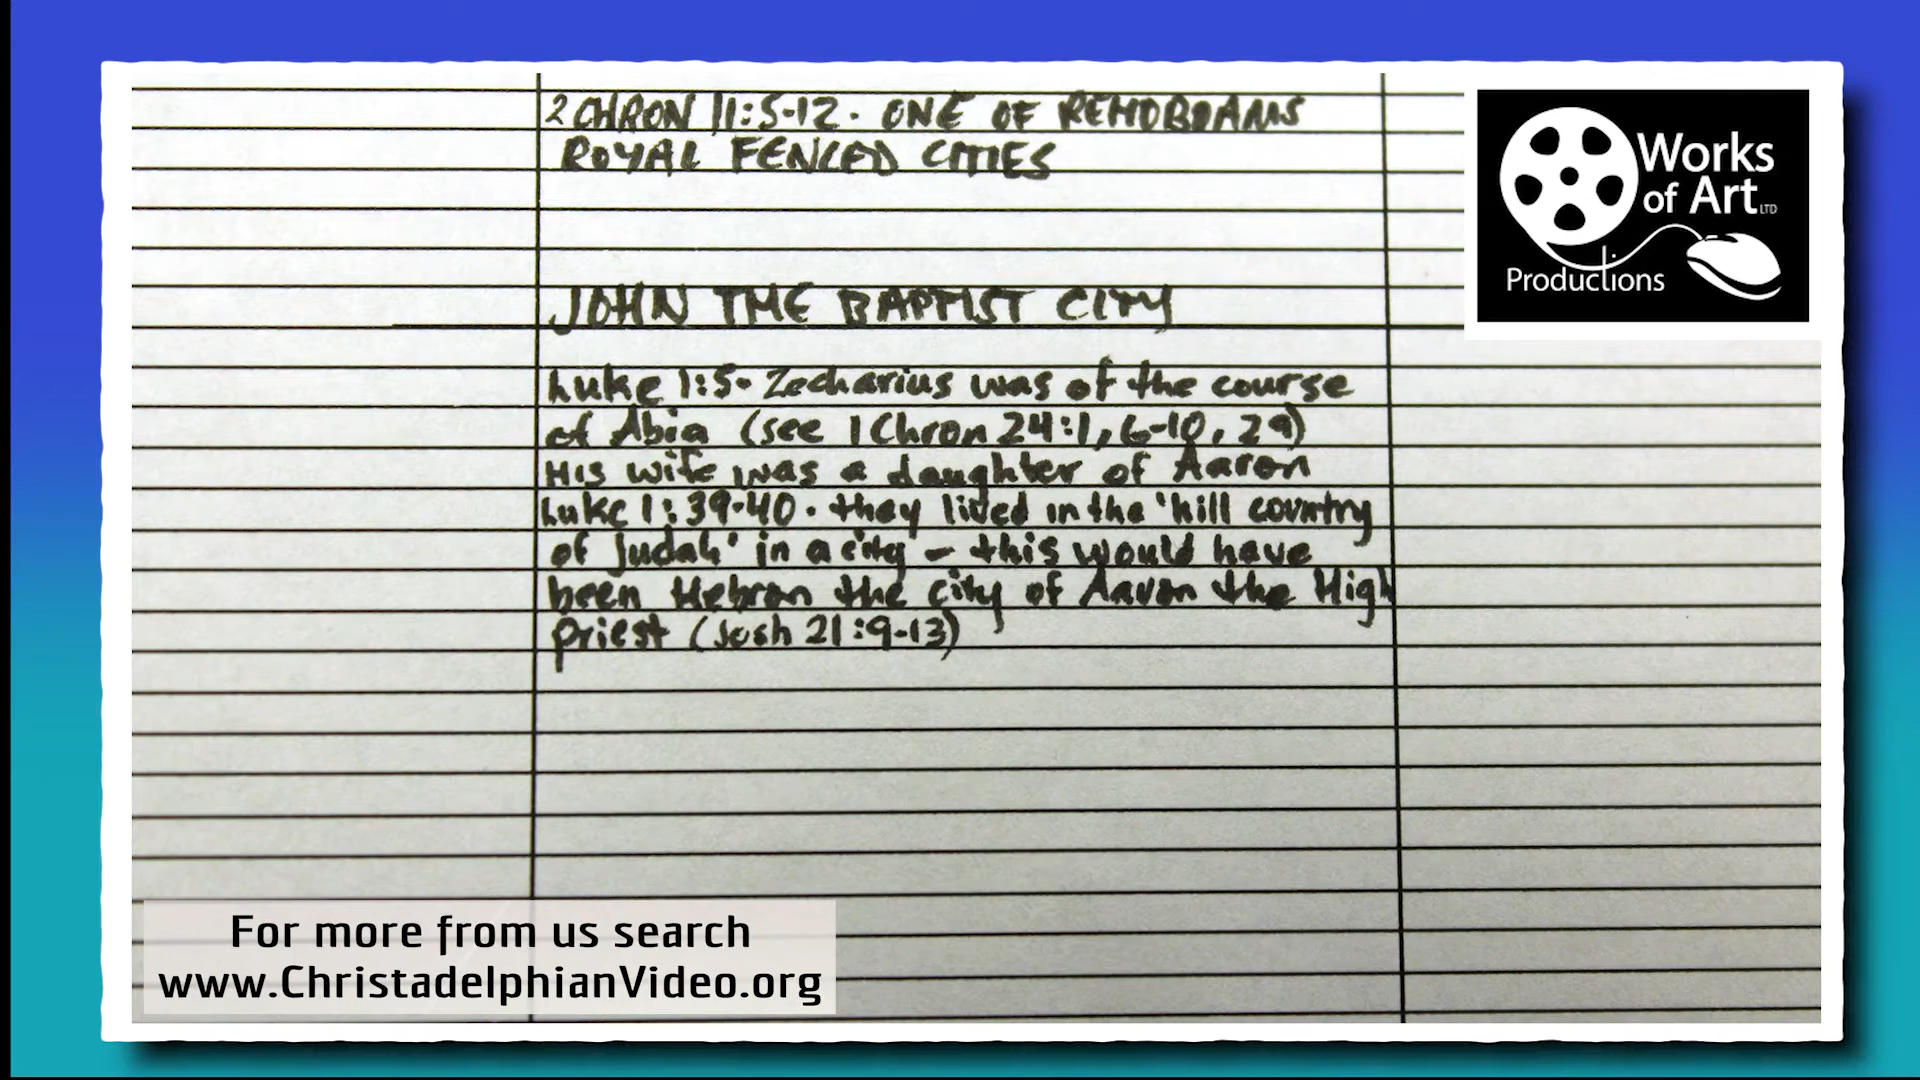 2 CHRON 11:5-12. ONE OF REHOBOAMS
ROYAL FENCED CITIES
JOHN THE BAPTIST CITY
Luke 1:5. Zecharius was of the course
of Abia (see 1 Chron 24:1, 6-10, 29)
His wife was a daughter of Aaron
Luke 1:39-40. they lived in the 'hill country
of Judah' in a city - this would have
been Hebron the city of Aaron the High
priest (Josh 21:9-13)
Works
of Art LTD
Productions
For more from us search
www.ChristadelphianVideo.org